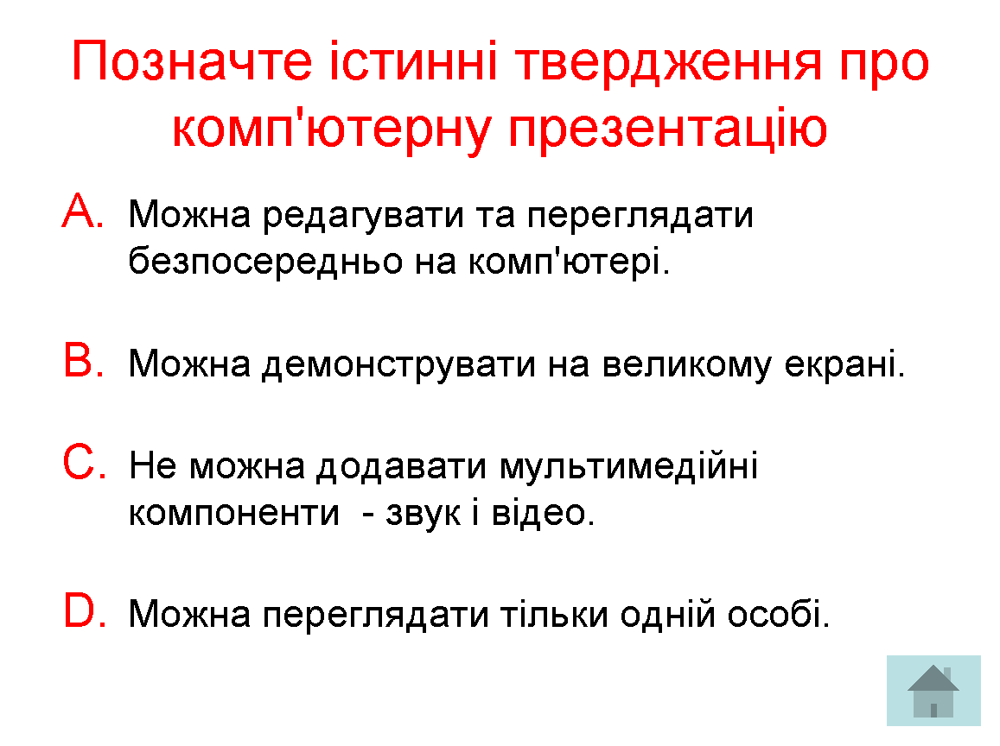 Позначте істинні твердження про
комп'ютерну презентацію
A. Можна редагувати та переглядати
безпосередньо на комп'ютері.
B. Можна демонструвати на великому екрані.
C. Не можна додавати мультимедійні
компоненти  - звук і відео.
D. Можна переглядати тільки одній особі.